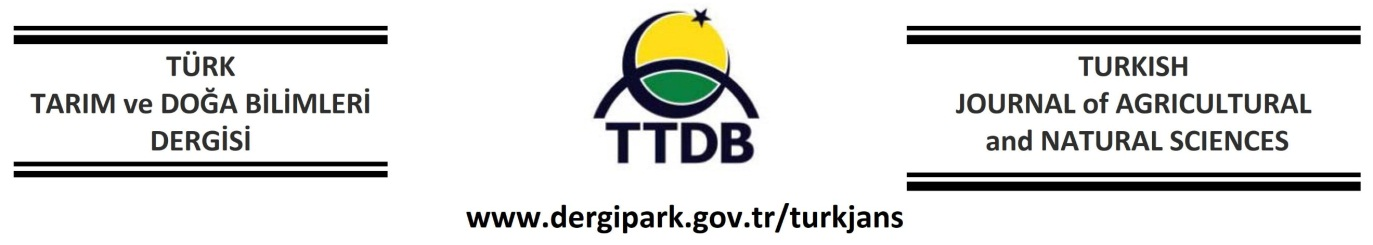 TÜRK
TARIM ve DOĞA BİLİMLERİ
DERGİSİ
TTDB
TURKISH
JOURNAL of AGRICULTURAL
and NATURAL SCIENCES
www.dergipark.gov.tr/turkjans